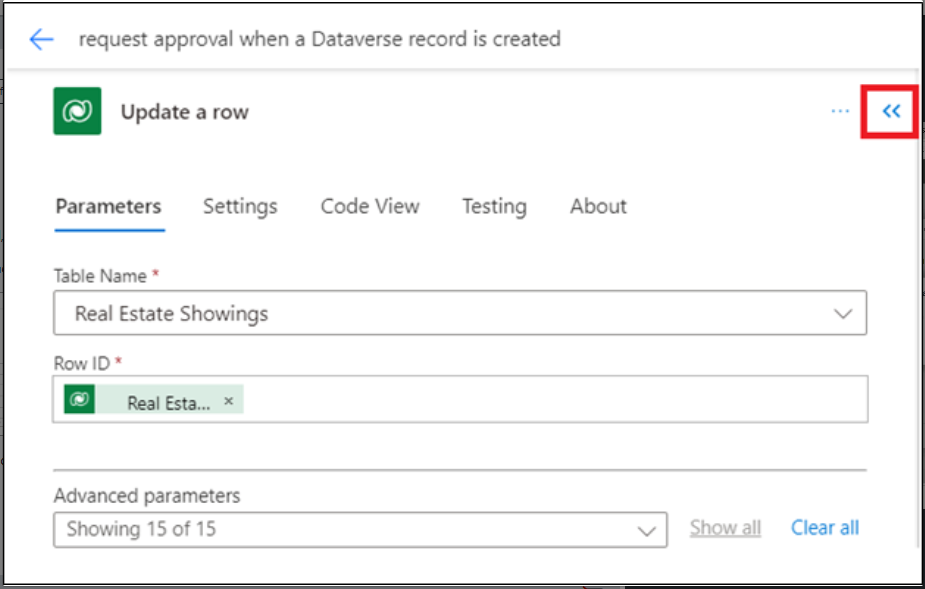 request approval when a Dataverse record is created
Update a row
Parameters Settings Code View Testing About
Table Name *
Real Estate Showings
Row ID *
Real Esta... ×
Advanced parameters
Showing 15 of 15 Show all Clear all